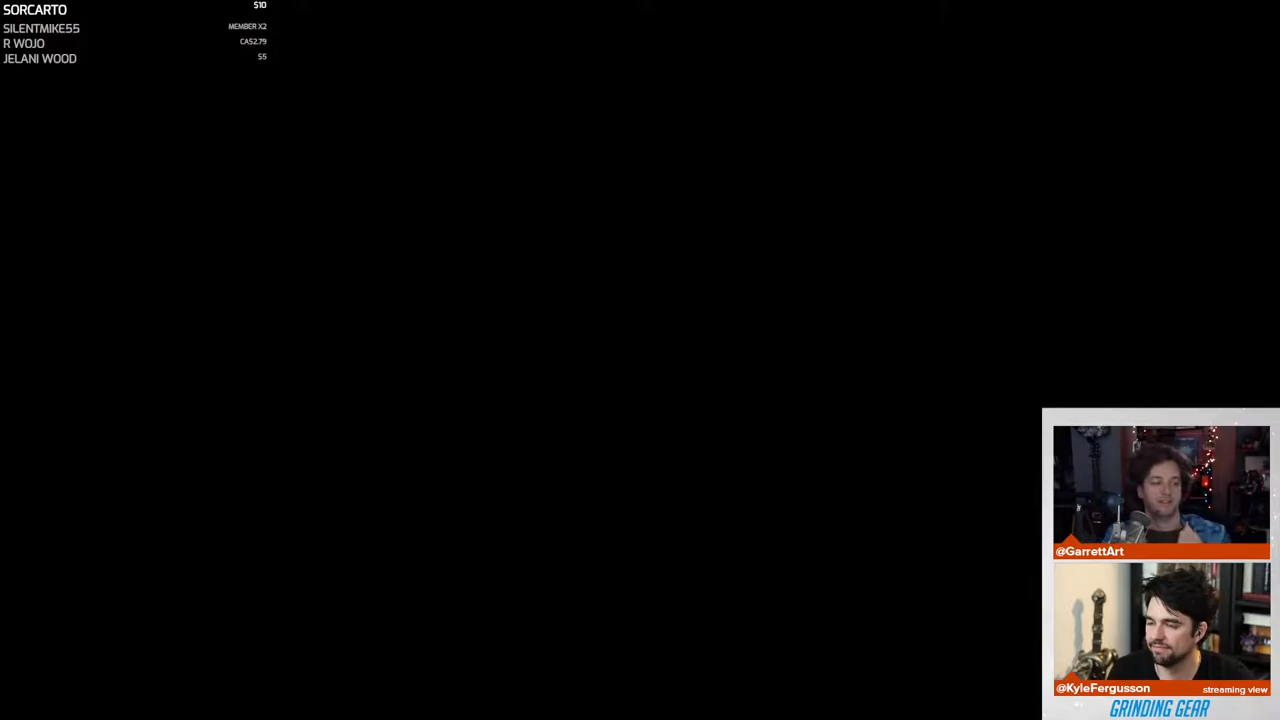 SORCARTO $10
SILENTMIKE55 MEMBER X2
R WOJO CA$2.79
JELANI WOOD $5
@GarrettArt
@KyleFergusson streaming view
GRINDING GEAR